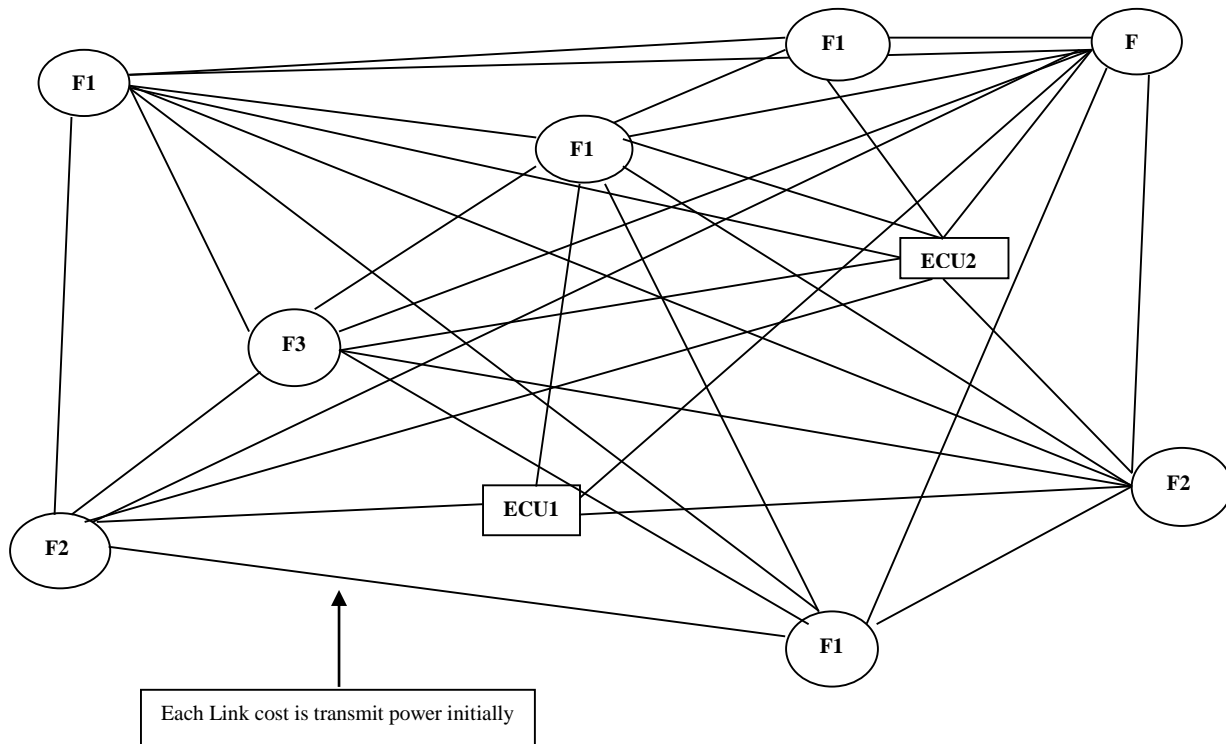 F1
F
F1
F1
ECU2
F3
F2
ECU1
F2
F1
Each Link cost is transmit power initially